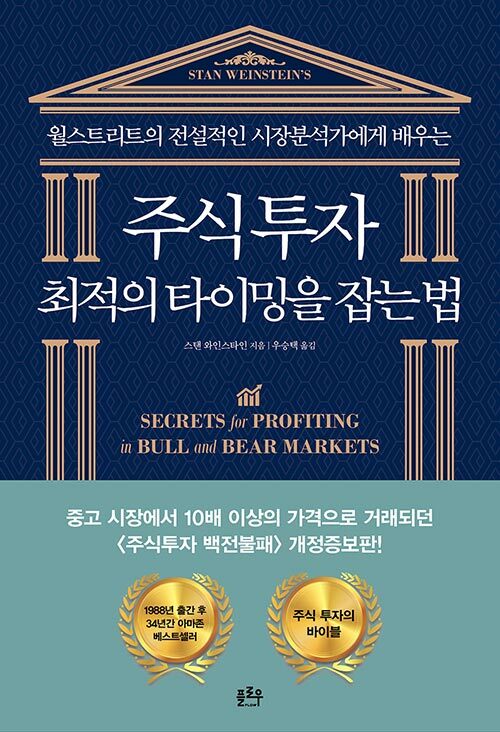 STAN WEINSTEIN'S
월스트리트의 전설적인 시장분석가에게 배우는
주식 투자
최적의 타이밍을 잡는 법
스탠 와인스타인 지음 | 우승택 옮김
SECRETS for PROFITING
in BULL and BEAR MARKETS
중고 시장에서 10배 이상의 가격으로 거래되던
〈주식투자 백전불패〉 개정증보판!
1988년 출간 후
34년간 아마존
베스트셀러
주식 투자의
바이블
플로우
FLOW